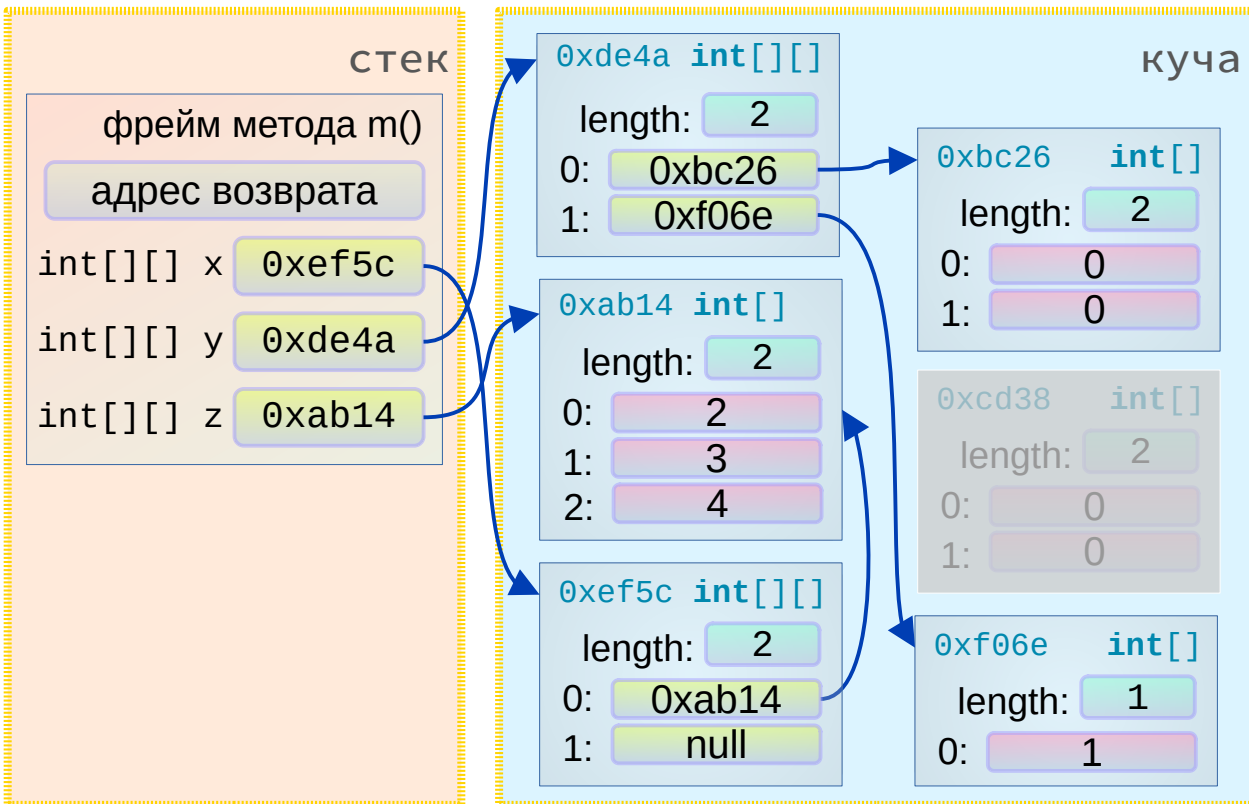 стек
фрейм метода m()
адрес возврата
int[][] x 0xef5c
int[][] y 0xde4a
int[][] z 0xab14
куча
0xde4a int[][]
length: 2
0: 0xbc26
1: 0xf06e
0xab14 int[]
length: 2
0: 2
1: 3
2: 4
0xef5c int[][]
length: 2
0: 0xab14
1: null
0xbc26 int[]
length: 2
0: 0
1: 0
0xcd38 int[]
length: 2
0: 0
1: 0
0xf06e int[]
length: 1
0: 1